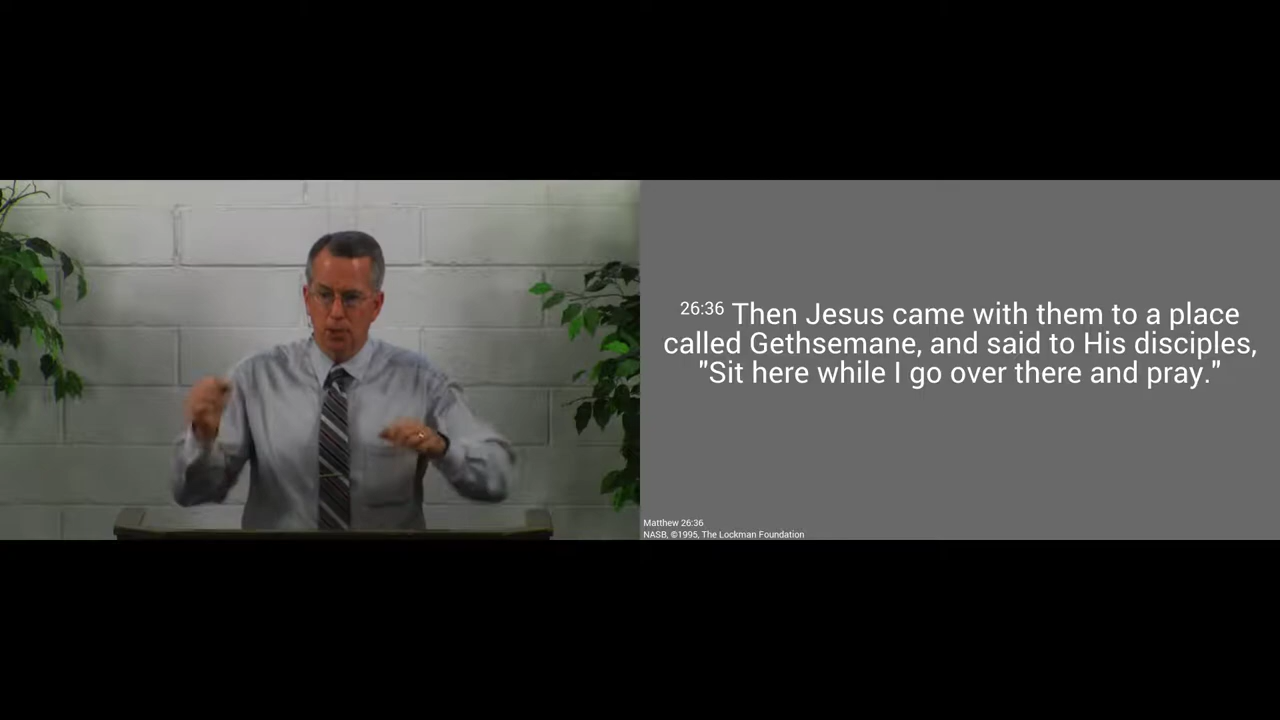 26:36 Then Jesus came with them to a place
called Gethsemane, and said to His disciples,
"Sit here while I go over there and pray."
Matthew 26:36
NASB, ©1995, The Lockman Foundation